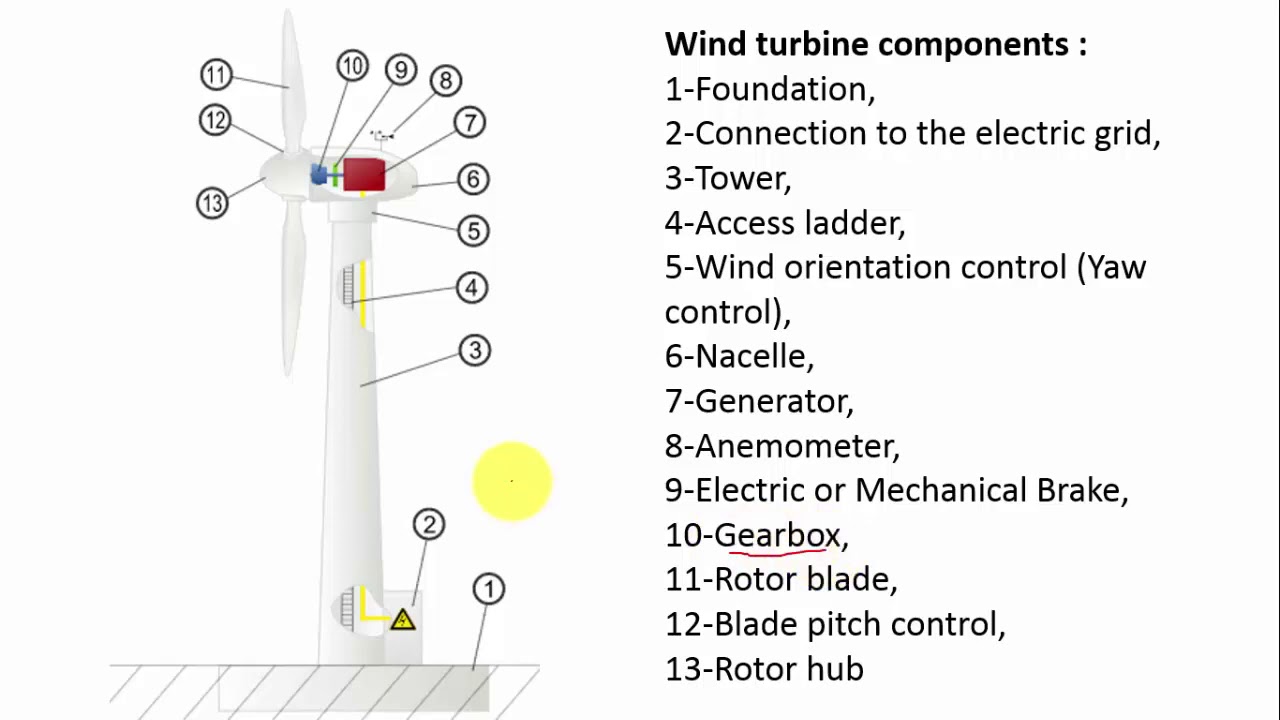 Wind turbine components :
1-Foundation,
2-Connection to the electric grid,
3-Tower,
4-Access ladder,
5-Wind orientation control (Yaw
control),
6-Nacelle,
7-Generator,
8-Anemometer,
9-Electric or Mechanical Brake,
10-Gearbox,
11-Rotor blade,
12-Blade pitch control,
13-Rotor hub
10
9
8
11
12
7
13
6
5
4
3
2
1